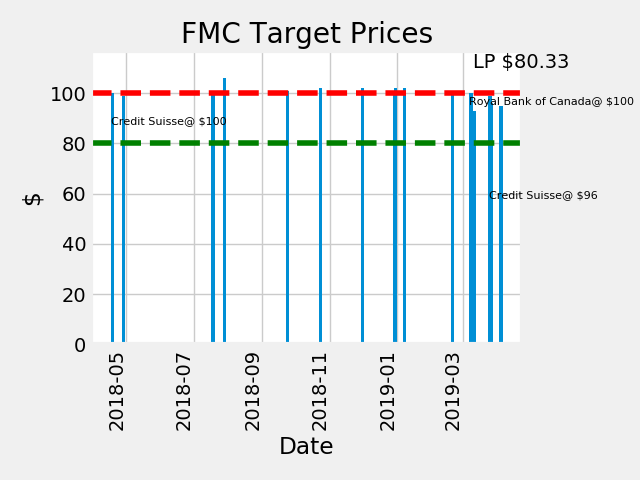 FMC Target Prices
LP $80.33
100
Royal Bank of Canada@ $100
Credit Suisse@ $100
80
60
Credit Suisse@ $96
40
20
0
$
2018-05
2018-07
2018-09
2018-11
2019-01
2019-03
Date